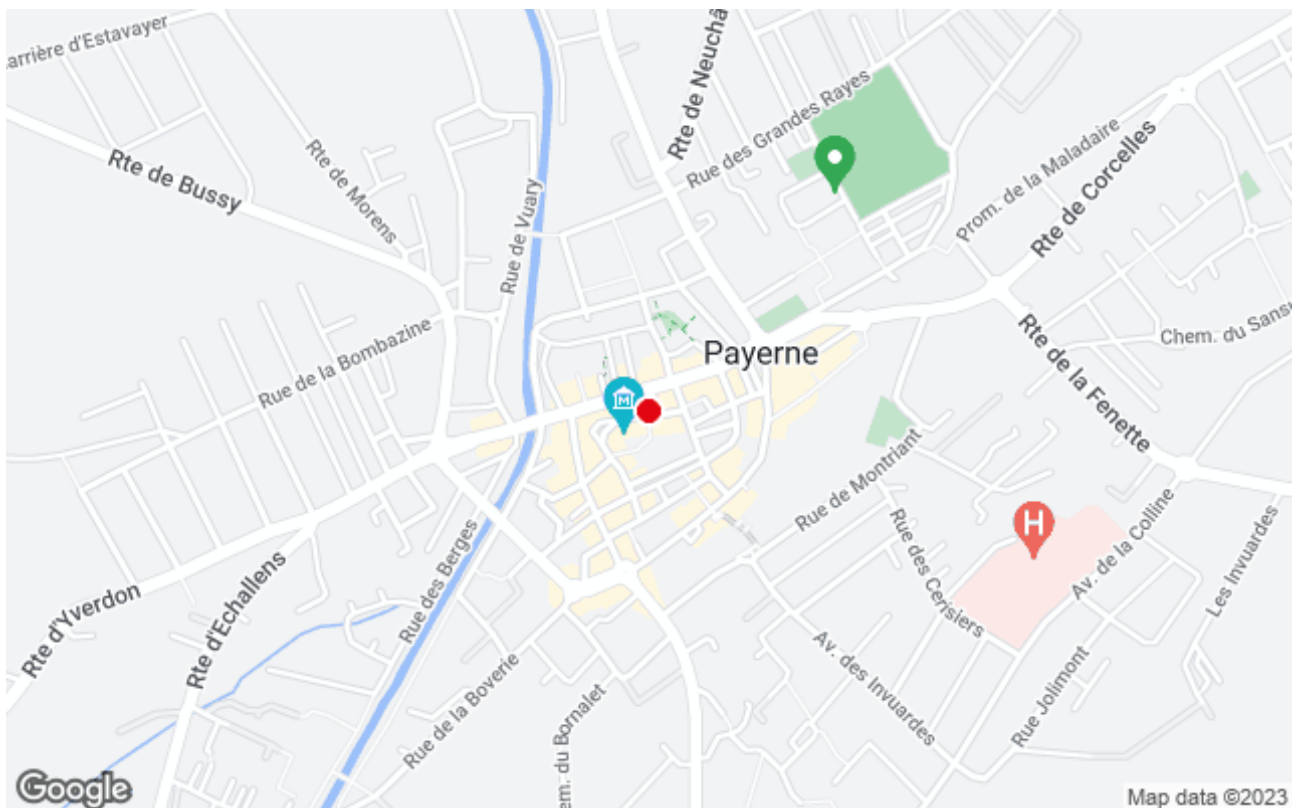 arrière d'Estavayer
Rte de Bussy
Rte de Morens
Rue de Vuary
Rte de Neuchâ
Rue des Grandes Rayes
Prom. de la Maladaire
Rte de Corcelles
Chem. du Sansu
Rte de la Fenette
Payerne
Rue de la Bombazine
M
Rue de Montriant
H
Rue des Cerisiers
Av. de la Colline
Les Invuardes
Rte d'Yverdon
Rte d'Echallens
Rue des Berges
Rue de la Boverie
em. du Bornalet
Av. des Invuardes
Rue Jolimont
Google
Map data ©2023